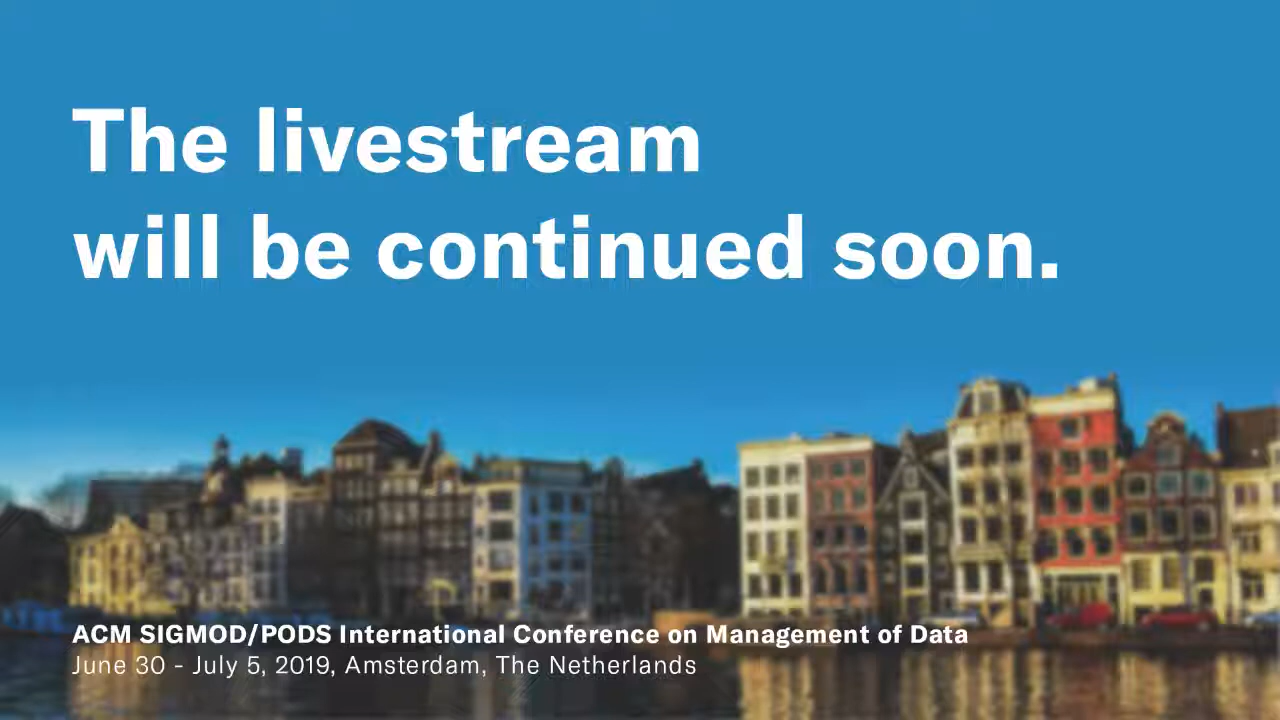 The livestream
will be continued soon.
ACM SIGMOD/PODS International Conference on Management of Data
June 30 - July 5, 2019, Amsterdam, The Netherlands